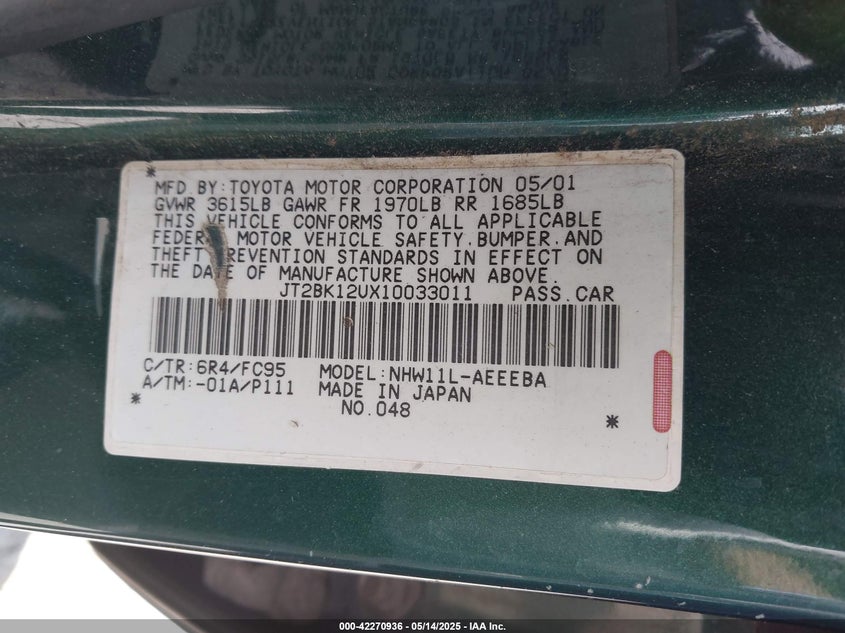 MFD. BY: TOYOTA MOTOR CORPORATION 05/01
GVWR 3615LB GAWR FR 1970LB RR 1685LB
THIS VEHICLE CONFORMS TO ALL APPLICABLE
FEDERAL MOTOR VEHICLE SAFETY. BUMPER. AND
THEFT PREVENTION STANDARDS IN EFFECT ON
THE DATE OF MANUFACTURE SHOWN ABOVE.
JT2BK12UX10033011 PASS. CAR
C/TR: 6R4/FC95 MODEL: NHW11L-AEEEBA
A/TM: -01A/P111 MADE IN JAPAN
NO. 048
000-42270936 - 05/14/2025 - IAA Inc.